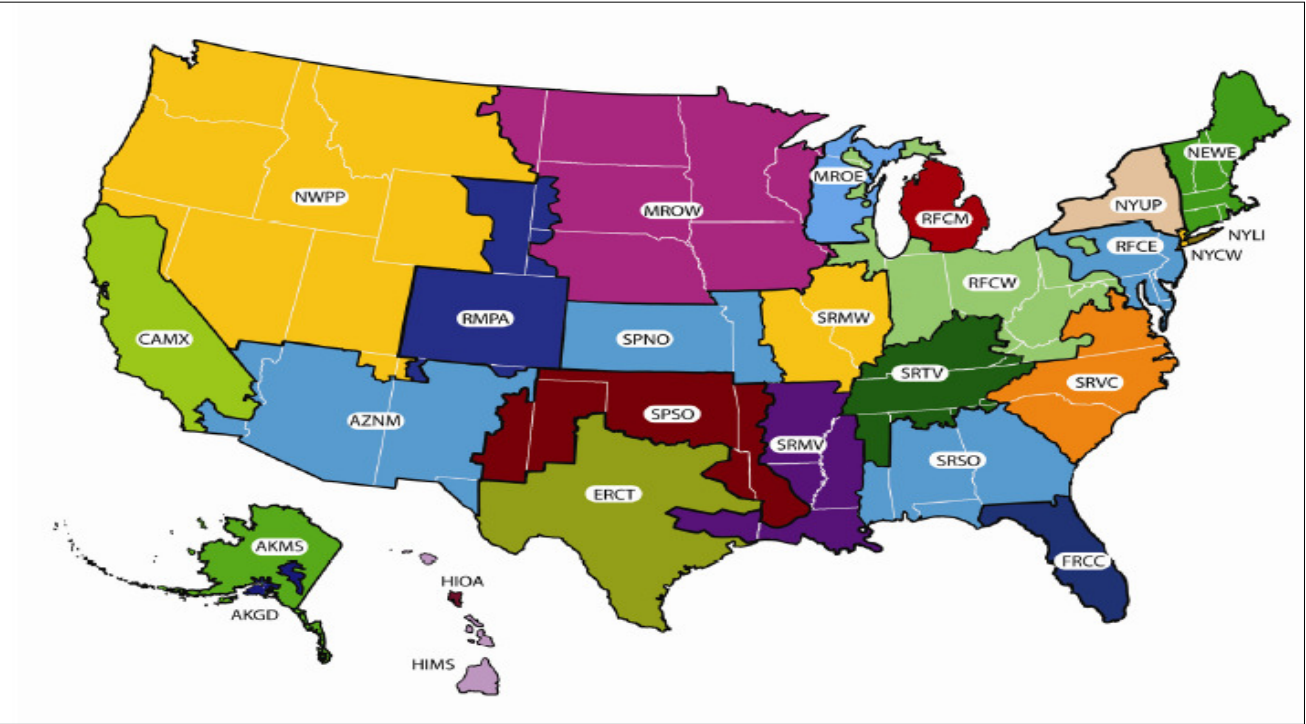 NEWE
MROE
NWPP
NYUP
MROW
RFCM
NYLI
RFCE
NYCW
RFCW
RMPA
SRMW
CAMX
SPNO
SRTV
SRVC
SPSO
AZNM
SRMV
SRSO
ERCT
AKMS
FRCC
HIOA
AKGD
HIMS